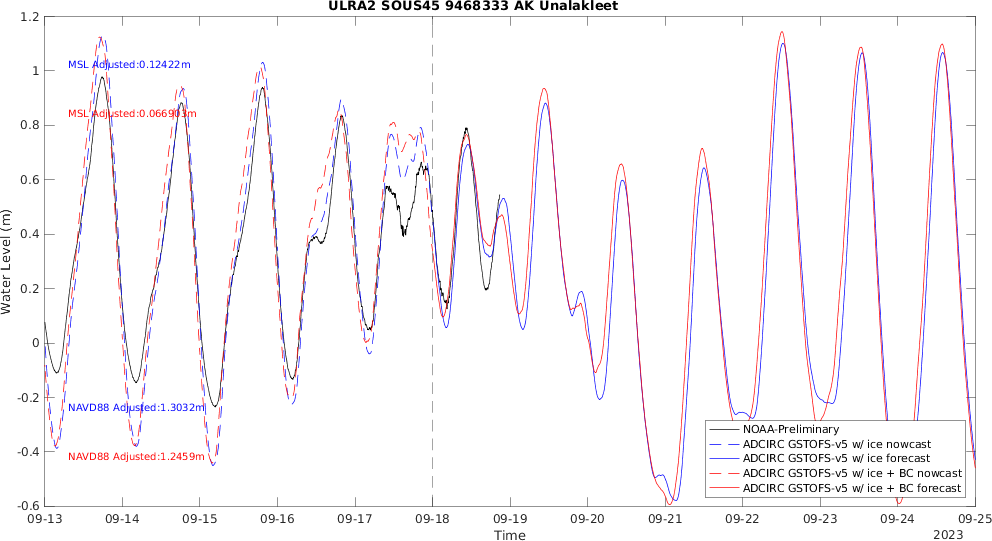 ULRA2 SOUS45 9468333 AK Unalakleet
1.2
1
0.8
0.6
0.4
0.2
0
-0.2
-0.4
-0.6
Water Level (m)
MSL Adjusted:0.12422m
MSL Adjusted:0.066903m
NAVD88 Adjusted:1.3032m
NAVD88 Adjusted:1.2459m
NOAA-Preliminary
ADCIRC GSTOFS-v5 w/ ice nowcast
ADCIRC GSTOFS-v5 w/ ice forecast
ADCIRC GSTOFS-v5 w/ ice + BC nowcast
ADCIRC GSTOFS-v5 w/ ice + BC forecast
09-13 09-14 09-15 09-16 09-17 09-18 09-19 09-20 09-21 09-22 09-23 09-24 09-25
Time
2023